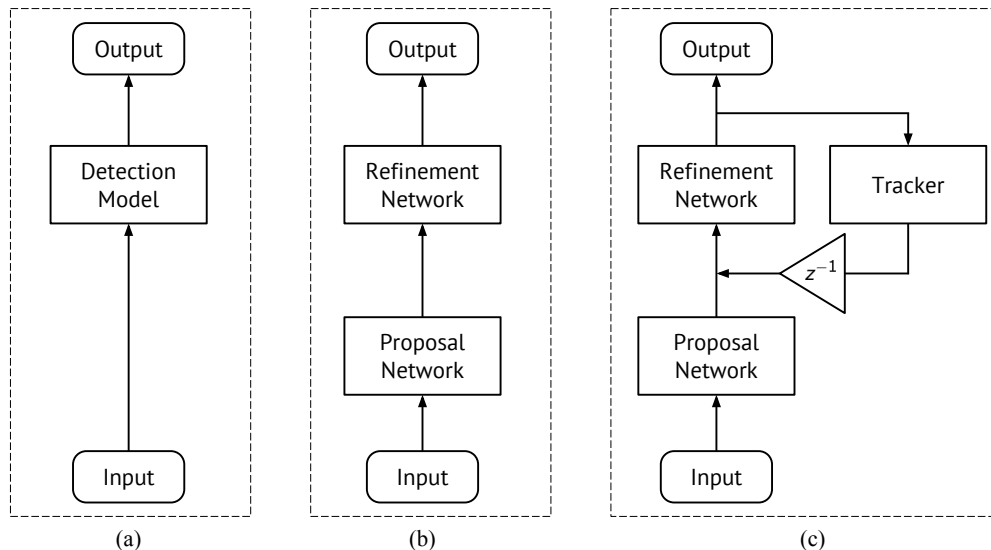 Output
Detection
Model
Input
(a)
Output
Refinement
Network
Proposal
Network
Input
(b)
Output
Refinement
Network
Tracker
z⁻¹
Proposal
Network
Input
(c)